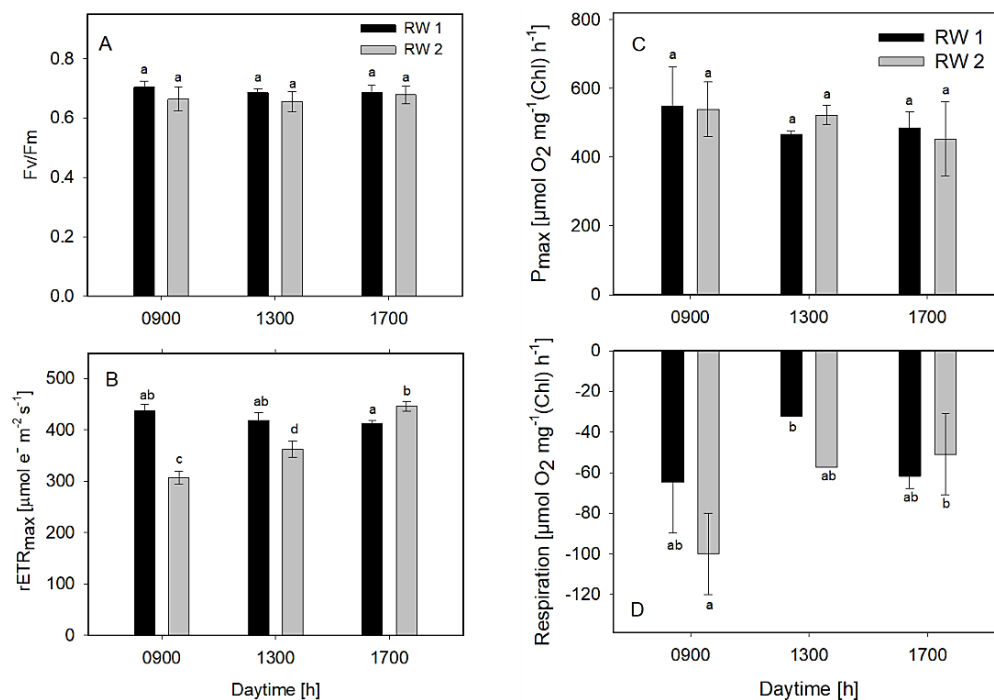 A
RW 1
RW 2
0.8
0.6
0.4
0.2
0.0
Fv/Fm
a a a a a a
0900 1300 1700
B
500
400
300
200
100
0
rETRmax [µmol e⁻ m⁻² s⁻¹]
ab c ab d a b
0900 1300 1700
Daytime [h]
C
RW 1
RW 2
800
600
400
200
0
Pmax [µmol O₂ mg⁻¹(Chl) h⁻¹]
a a a a a a
0900 1300 1700
D
0
-20
-40
-60
-80
-100
-120
Respiration [µmol O₂ mg⁻¹(Chl) h⁻¹]
ab a b ab ab b
0900 1300 1700
Daytime [h]